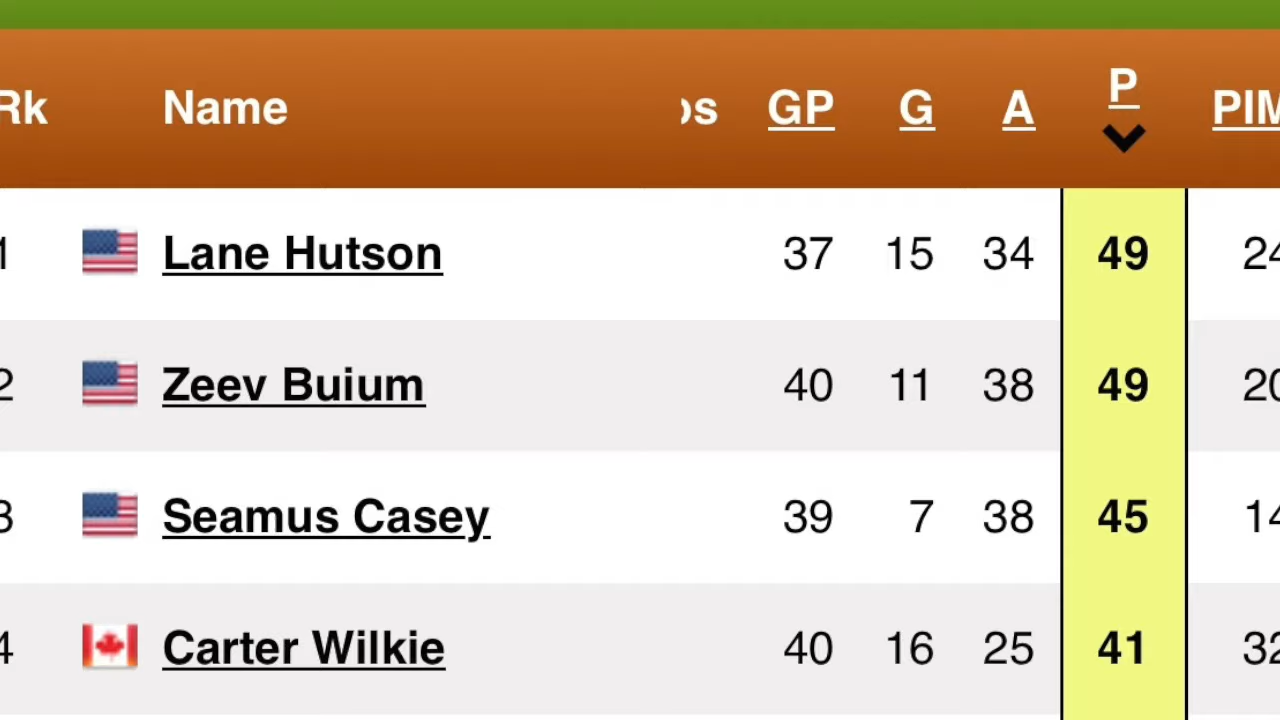 Rk Name GP G A P
1 Lane Hutson 37 15 34 49 24
2 Zeev Buium 40 11 38 49 20
3 Seamus Casey 39 7 38 45 14
4 Carter Wilkie 40 16 25 41 32